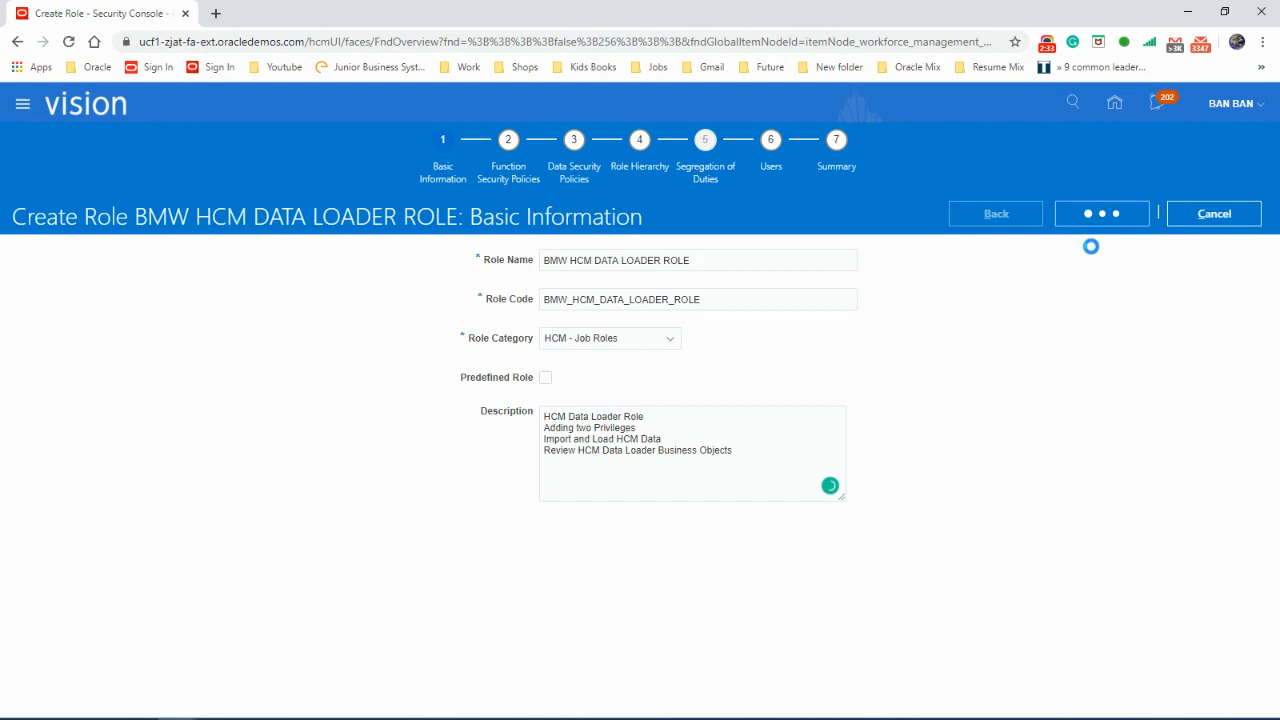 Create Role - Security Console -
ucf1-zjat-fa-ext.oracledemos.com/hcmUI/faces/FndOverview?fnd=%3B%3B%3B%3Bfalse%3B256%3B%3B%3B&fndGlobalItemNodeId=itemNode_workforce_management_...
2:33
>3K
3347
Apps Oracle Sign In Sign In Youtube Junior Business Syst... Work Shops Kids Books Jobs Gmail Future New folder Oracle Mix Resume Mix » 9 common leader... »
vision
202
BAN BAN
1 2 3 4 5 6 7
Basic Information
Function Security Policies
Data Security Policies
Role Hierarchy
Segregation of Duties
Users
Summary
Create Role BMW HCM DATA LOADER ROLE: Basic Information
Back
Cancel
* Role Name BMW HCM DATA LOADER ROLE
* Role Code BMW_HCM_DATA_LOADER_ROLE
* Role Category HCM - Job Roles
Predefined Role
Description
HCM Data Loader Role
Adding two Privileges
Import and Load HCM Data
Review HCM Data Loader Business Objects